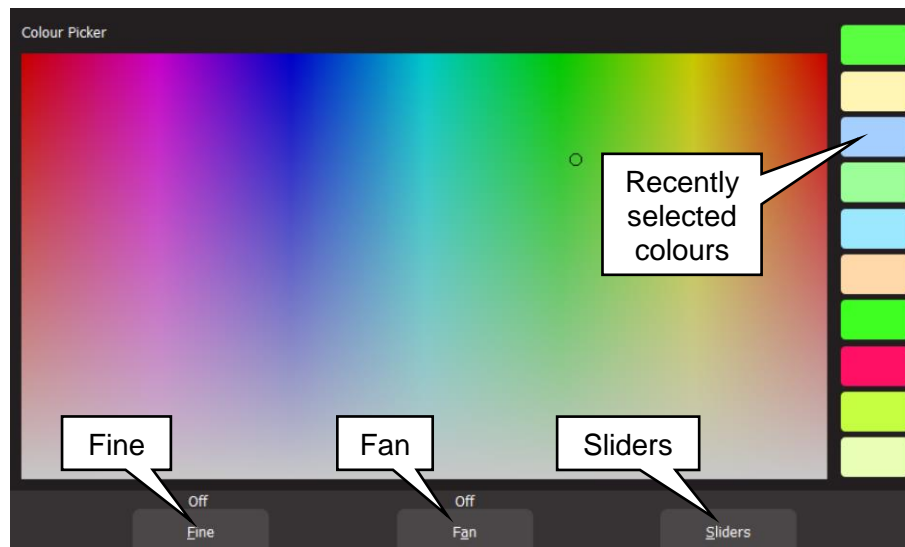 Colour Picker
Recently
selected
colours
Fine
Fan
Sliders
Off
Off
Fine
Fan
Sliders